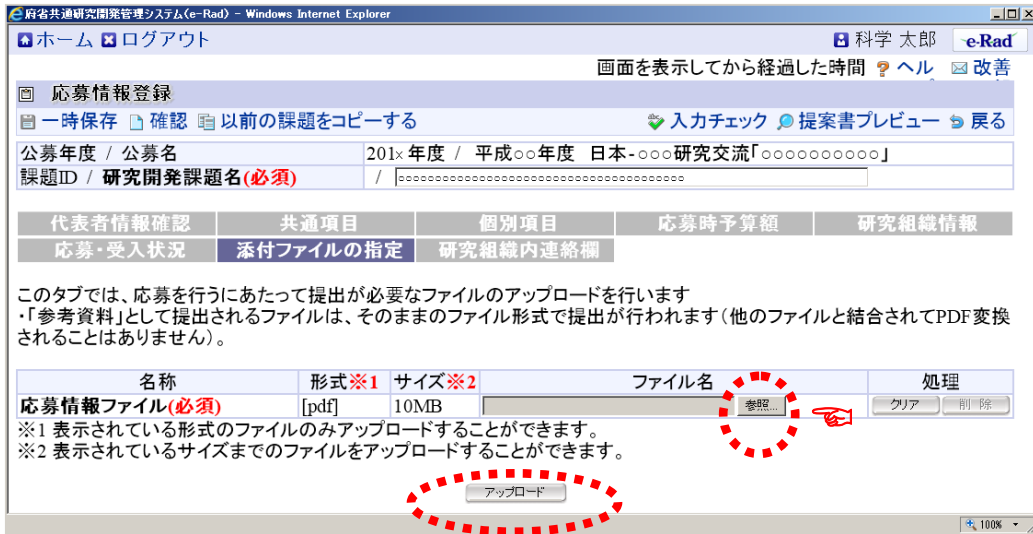 府省共通研究開発管理システム(e-Rad) - Windows Internet Explorer
ホーム ログアウト 科学 太郎 e-Rad
画面を表示してから経過した時間 ヘル 改善
応募情報登録
一時保存 確認 以前の課題をコピーする 入力チェック 提案書プレビュー 戻る
公募年度 / 公募名 201×年度 / 平成○○年度 日本-○○○研究交流「○○○○○○○○○○」
課題ID / 研究開発課題名(必須) / ○○○○○○○○○○○○○○○○○○○○○○○○○○○○○○○○○○○○○○○
代表者情報確認 共通項目 個別項目 応募時予算額 研究組織情報
応募・受入状況 添付ファイルの指定 研究組織内連絡欄
このタブでは、応募を行うにあたって提出が必要なファイルのアップロードを行います
・「参考資料」として提出されるファイルは、そのままのファイル形式で提出が行われます(他のファイルと結合されてPDF変換
されることはありません)。
名称 形式※1 サイズ※2 ファイル名 処理
応募情報ファイル(必須) [pdf] 10MB 参照... クリア 削除
※1 表示されている形式のファイルのみアップロードすることができます。
※2 表示されているサイズまでのファイルをアップロードすることができます。
アップロード
100%